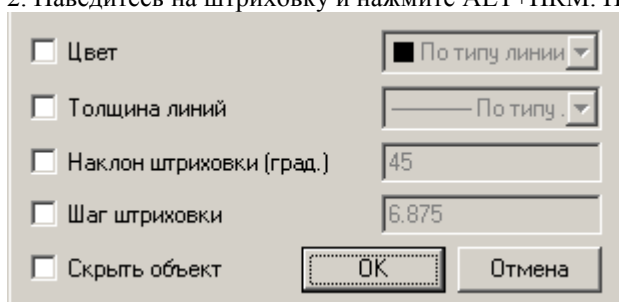 2. Наведитесь на штриховку и нажмите ALT+ПКМ. П
Цвет По типу линии
Толщина линий По типу .
Наклон штриховки (град.) 45
Шаг штриховки 6.875
Скрыть объект OK Отмена